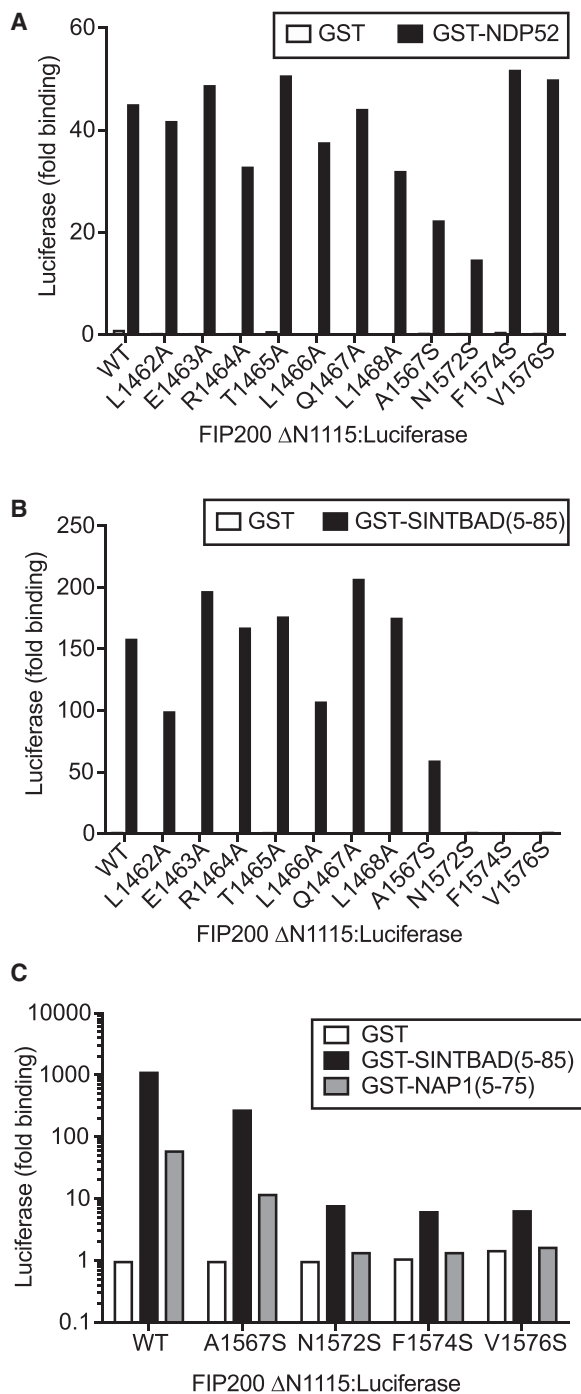 A
GST GST-NDP52
Luciferase (fold binding)
60
40
20
0
WT L1462A E1463A R1464A T1465A L1466A Q1467A L1468A A1567S N1572S F1574S V1576S
FIP200 ΔN1115:Luciferase
B
GST GST-SINTBAD(5-85)
Luciferase (fold binding)
250
200
150
100
50
0
WT L1462A E1463A R1464A T1465A L1466A Q1467A L1468A A1567S N1572S F1574S V1576S
FIP200 ΔN1115:Luciferase
C
GST
GST-SINTBAD(5-85)
GST-NAP1(5-75)
Luciferase (fold binding)
10000
1000
100
10
1
0.1
WT A1567S N1572S F1574S V1576S
FIP200 ΔN1115:Luciferase